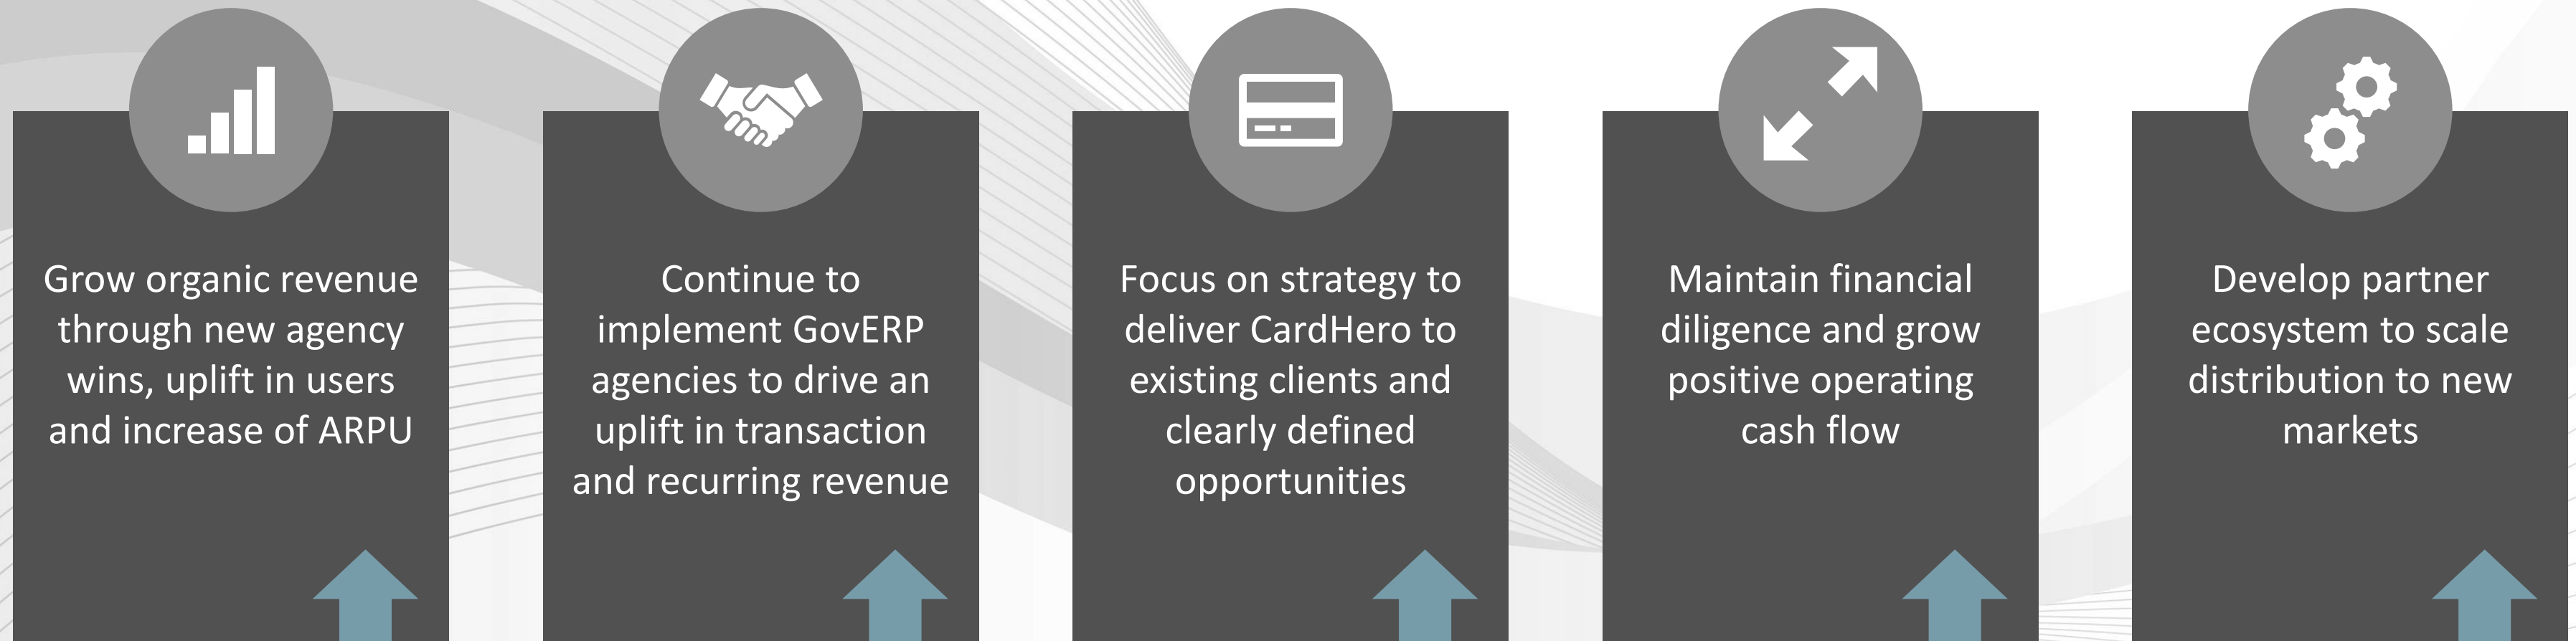 Grow organic revenue
through new agency
wins, uplift in users
and increase of ARPU
Continue to
implement GovERP
agencies to drive an
uplift in transaction
and recurring revenue
Focus on strategy to
deliver CardHero to
existing clients and
clearly defined
opportunities
Maintain financial
diligence and grow
positive operating
cash flow
Develop partner
ecosystem to scale
distribution to new
markets